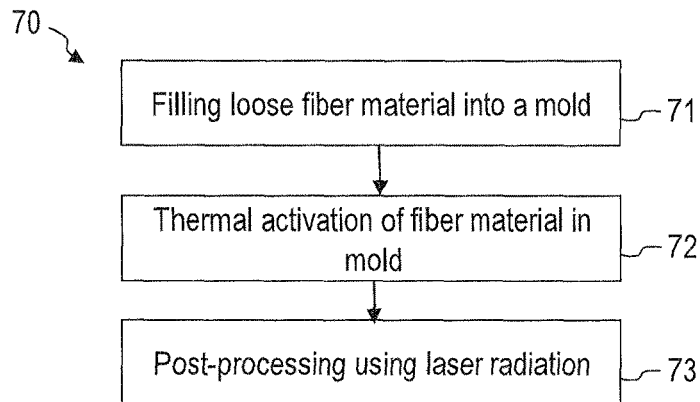 70
Filling loose fiber material into a mold
71
Thermal activation of fiber material in
mold
72
Post-processing using laser radiation
73